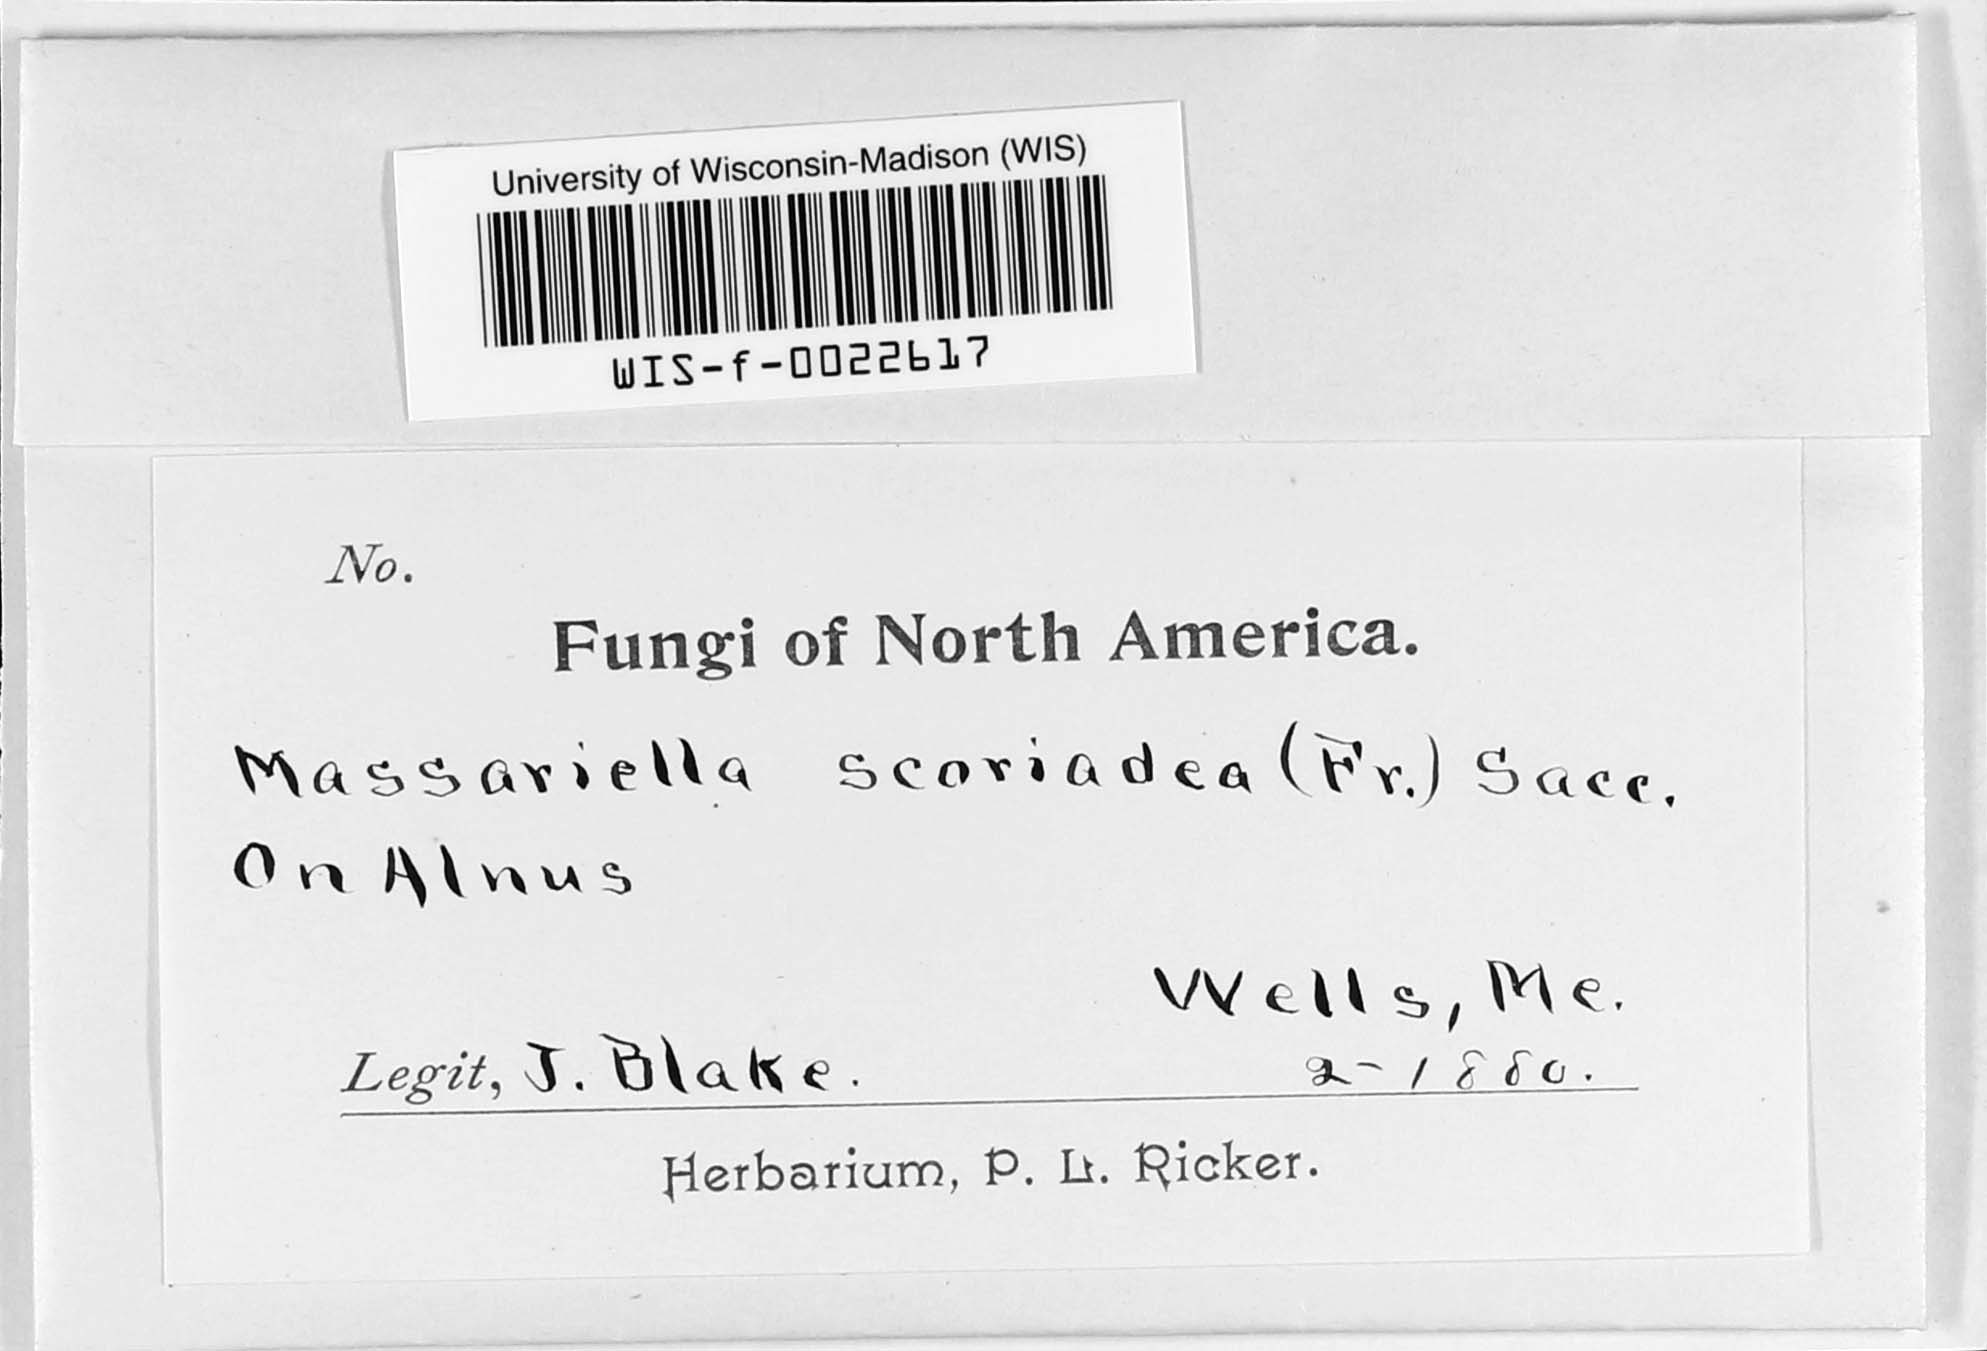 University of Wisconsin-Madison (WIS)
WIS-f-0022617
No.
Fungi of North America.
Massariella scoriadea (Fr.) Sacc.
On Alnus
Wells, Me.
Legit, J. Blake. 2-1880.
Herbarium, P. L. Ricker.